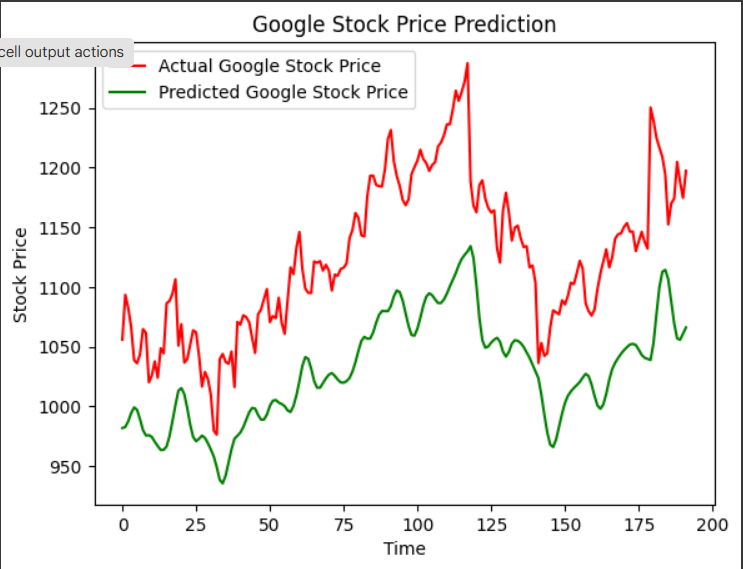 Google Stock Price Prediction
cell output actions
Actual Google Stock Price
Predicted Google Stock Price
1250
1200
1150
1100
1050
1000
950
Stock Price
0 25 50 75 100 125 150 175 200
Time